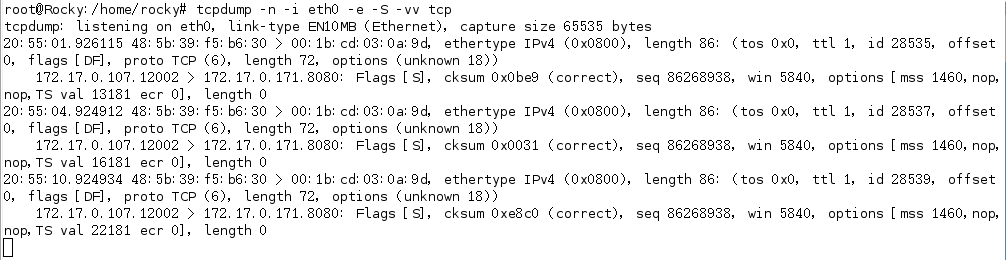 root@Rocky:/home/rocky# tcpdump -n -i eth0 -e -S -vv tcp
tcpdump: listening on eth0, link-type EN10MB (Ethernet), capture size 65535 bytes
20:55:01.926115 48:5b:39:f5:b6:30 > 00:1b:cd:03:0a:9d, ethertype IPv4 (0x0800), length 86: (tos 0x0, ttl 1, id 28535, offset
0, flags [DF], proto TCP (6), length 72, options (unknown 18))
172.17.0.107.12002 > 172.17.0.171.8080: Flags [S], cksum 0x0be9 (correct), seq 86268938, win 5840, options [mss 1460,nop,
nop,TS val 13181 ecr 0], length 0
20:55:04.924912 48:5b:39:f5:b6:30 > 00:1b:cd:03:0a:9d, ethertype IPv4 (0x0800), length 86: (tos 0x0, ttl 1, id 28537, offset
0, flags [DF], proto TCP (6), length 72, options (unknown 18))
172.17.0.107.12002 > 172.17.0.171.8080: Flags [S], cksum 0x0031 (correct), seq 86268938, win 5840, options [mss 1460,nop,
nop,TS val 16181 ecr 0], length 0
20:55:10.924934 48:5b:39:f5:b6:30 > 00:1b:cd:03:0a:9d, ethertype IPv4 (0x0800), length 86: (tos 0x0, ttl 1, id 28539, offset
0, flags [DF], proto TCP (6), length 72, options (unknown 18))
172.17.0.107.12002 > 172.17.0.171.8080: Flags [S], cksum 0xe8c0 (correct), seq 86268938, win 5840, options [mss 1460,nop,
nop,TS val 22181 ecr 0], length 0